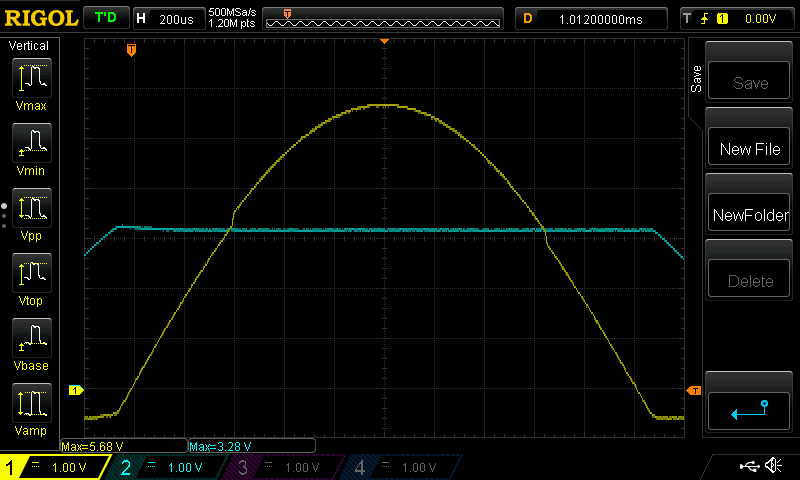 RIGOL T'D H 200us 500MSa/s D 1.01200000ms T 1 0.00V
1.20M pts
Vertical
T
Save
Save
Vmax
New File
Vmin
NewFolder
Vpp
Delete
Vtop
Vbase
1 T
Vamp
Max=5.68 V Max=3.28 V
1 = 1.00 V 2 = 1.00 V 3 = 1.00 V 4 = 1.00 V